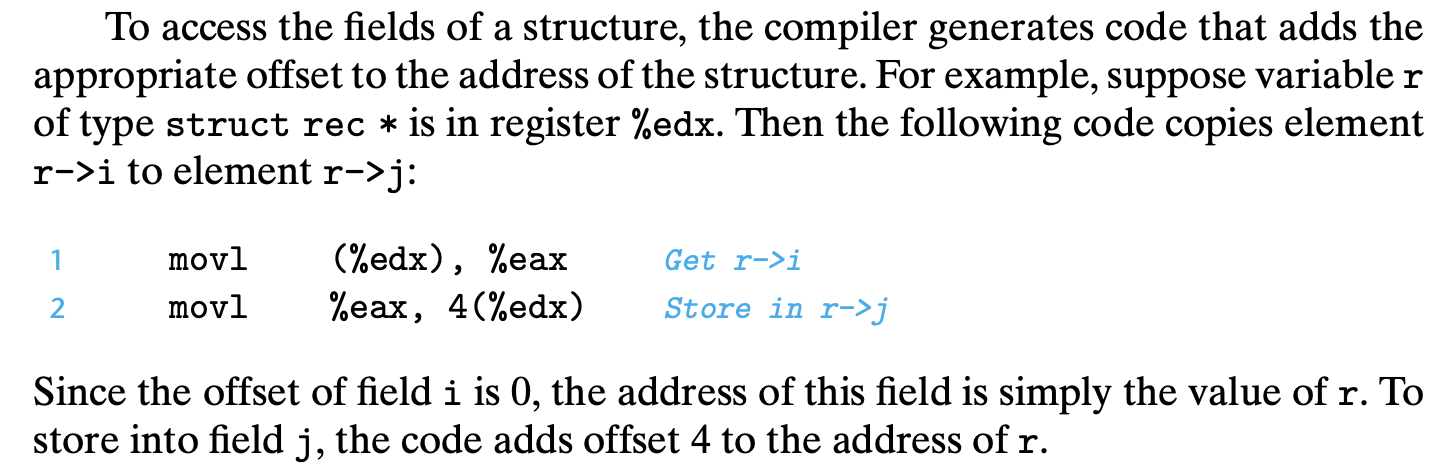 To access the fields of a structure, the compiler generates code that adds the
appropriate offset to the address of the structure. For example, suppose variable r
of type struct rec * is in register %edx. Then the following code copies element
r->i to element r->j:
1 movl (%edx), %eax Get r->i
2 movl %eax, 4(%edx) Store in r->j
Since the offset of field i is 0, the address of this field is simply the value of r. To
store into field j, the code adds offset 4 to the address of r.